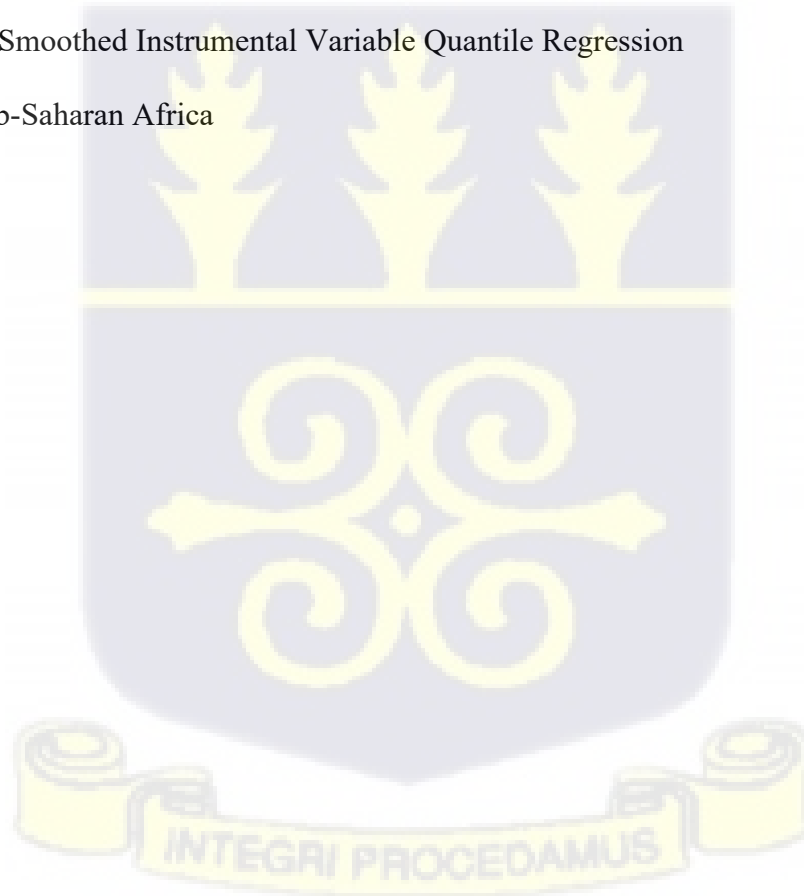 Smoothed Instrumental Variable Quantile Regression
-Saharan Africa
INTEGRI PROCEDAMUS